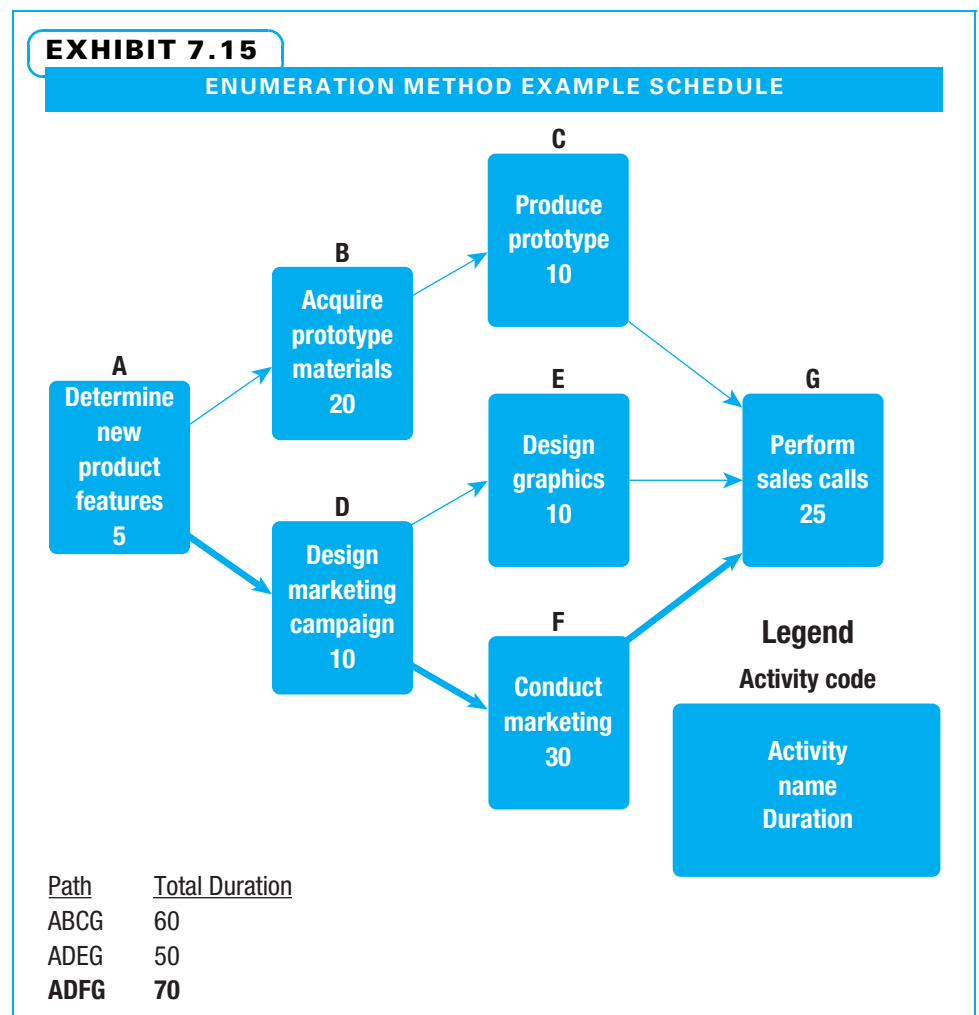 EXHIBIT 7.15
ENUMERATION METHOD EXAMPLE SCHEDULE
A
Determine
new
product
features
5
B
Acquire
prototype
materials
20
C
Produce
prototype
10
D
Design
marketing
campaign
10
E
Design
graphics
10
F
Conduct
marketing
30
G
Perform
sales calls
25
Legend
Activity code
Activity
name
Duration
Path Total Duration
ABCG 60
ADEG 50
ADFG 70